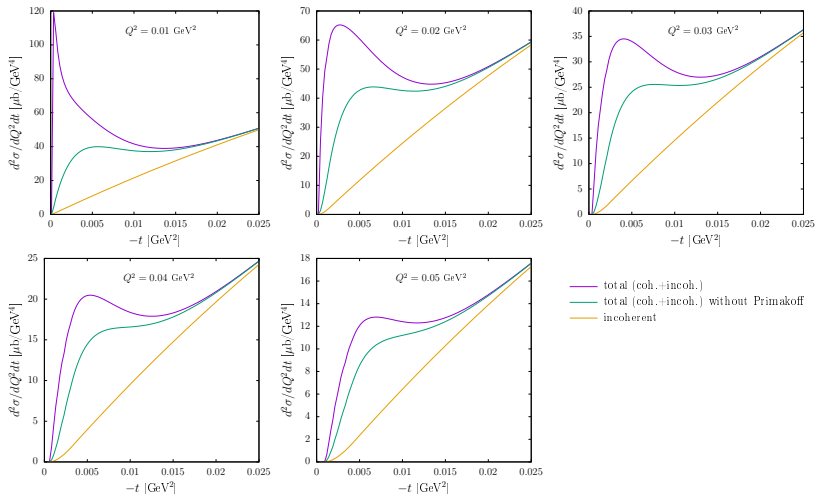 Q² = 0.01 GeV²
d²σ/dQ²dt [μb/GeV⁴]
120
100
80
60
40
20
0
0 0.005 0.01 0.015 0.02 0.025
−t [GeV²]
Q² = 0.02 GeV²
d²σ/dQ²dt [μb/GeV⁴]
70
60
50
40
30
20
10
0
0 0.005 0.01 0.015 0.02 0.025
−t [GeV²]
Q² = 0.03 GeV²
d²σ/dQ²dt [μb/GeV⁴]
40
35
30
25
20
15
10
5
0
0 0.005 0.01 0.015 0.02 0.025
−t [GeV²]
Q² = 0.04 GeV²
d²σ/dQ²dt [μb/GeV⁴]
25
20
15
10
5
0
0 0.005 0.01 0.015 0.02 0.025
−t [GeV²]
Q² = 0.05 GeV²
d²σ/dQ²dt [μb/GeV⁴]
18
16
14
12
10
8
6
4
2
0
0 0.005 0.01 0.015 0.02 0.025
−t [GeV²]
total (coh.+incoh.)
total (coh.+incoh.) without Primakoff
incoherent